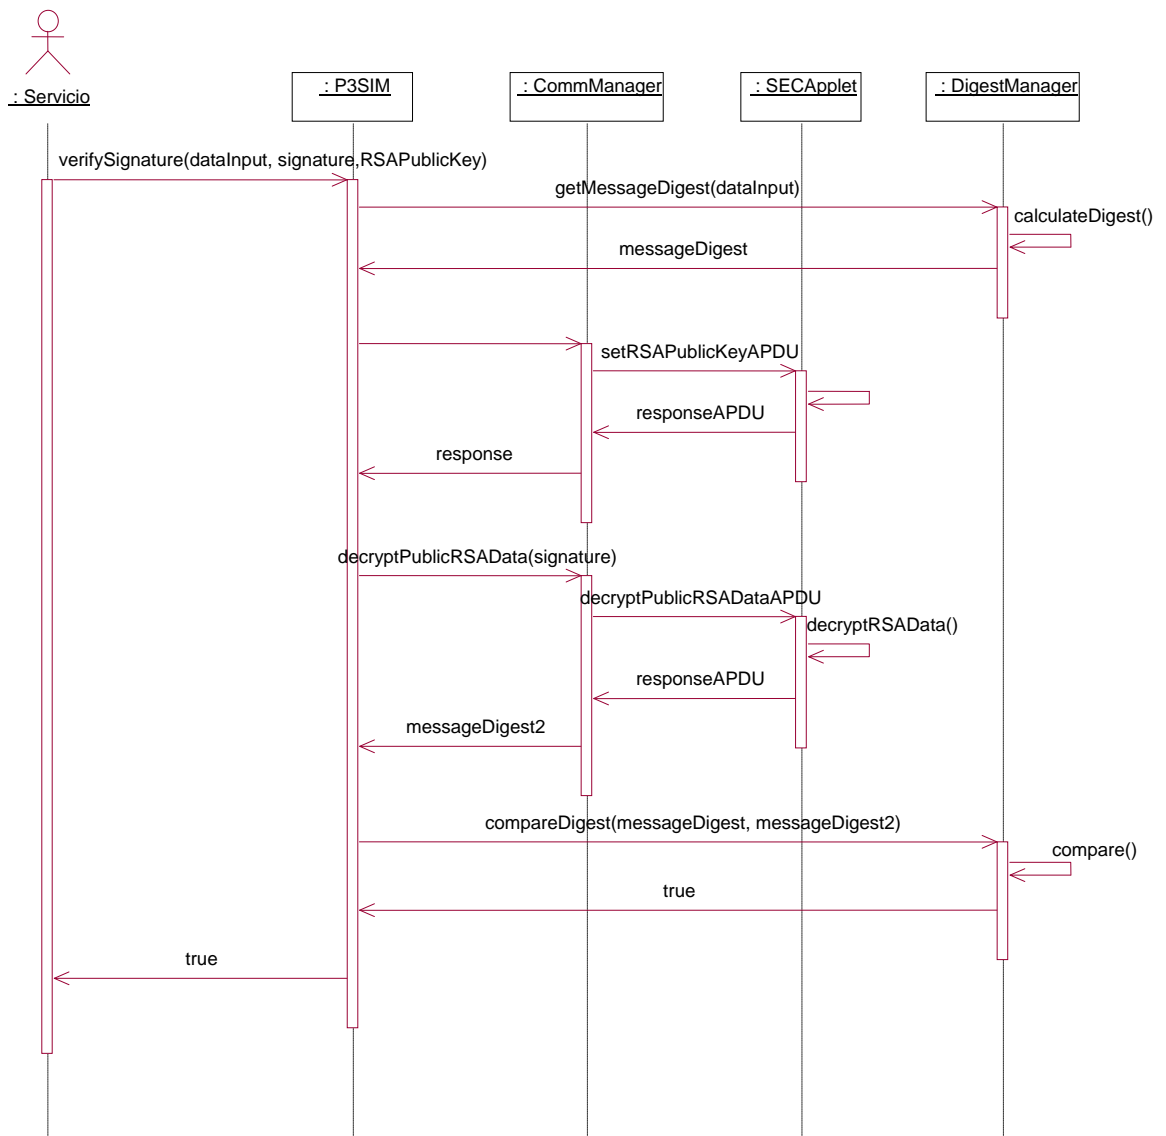 : Servicio
: P3SIM
: CommManager
: SECApplet
: DigestManager
verifySignature(dataInput, signature,RSAPublicKey)
getMessageDigest(dataInput)
calculateDigest()
messageDigest
setRSAPublicKeyAPDU
responseAPDU
response
decryptPublicRSAData(signature)
decryptPublicRSADataAPDU
decryptRSAData()
responseAPDU
messageDigest2
compareDigest(messageDigest, messageDigest2)
compare()
true
true